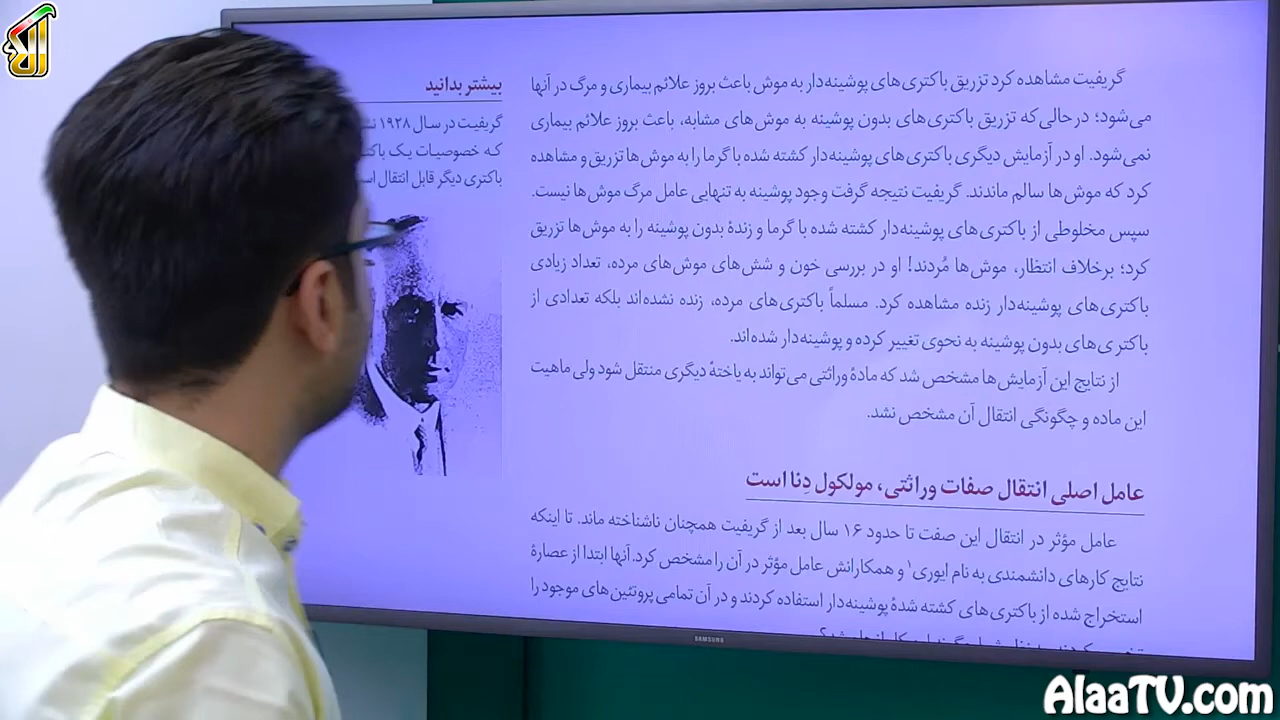 آلاء
گریفیت مشاهده کرد تزریق باکتری‌های پوشینه‌دار به موش باعث بروز علائم بیماری و مرگ در آنها
می‌شود؛ در حالی‌که تزریق باکتری‌های بدون پوشینه به موش‌های مشابه، باعث بروز علائم بیماری
نمی‌شود. او در آزمایش دیگری باکتری‌های پوشینه‌دار کشته شده با گرما را به موش‌ها تزریق و مشاهده
کرد که موش‌ها سالم ماندند. گریفیت نتیجه گرفت وجود پوشینه به تنهایی عامل مرگ موش‌ها نیست.
سپس مخلوطی از باکتری‌های پوشینه‌دار کشته شده با گرما و زندهٔ بدون پوشینه را به موش‌ها تزریق
کرد؛ برخلاف انتظار، موش‌ها مُردند! او در بررسی خون و شش‌های موش‌های مرده، تعداد زیادی
باکتری‌های پوشینه‌دار زنده مشاهده کرد. مسلماً باکتری‌های مرده، زنده نشده‌اند بلکه تعدادی از
باکتری‌های بدون پوشینه به نحوی تغییر کرده و پوشینه‌دار شده‌اند.
از نتایج این آزمایش‌ها مشخص شد که مادهٔ وراثتی می‌تواند به یاختهٔ دیگری منتقل شود ولی ماهیت
این ماده و چگونگی انتقال آن مشخص نشد.
عامل اصلی انتقال صفات وراثتی، مولکول دِنا است
عامل مؤثر در انتقال این صفت تا حدود ۱۶ سال بعد از گریفیت همچنان ناشناخته ماند. تا اینکه
نتایج کارهای دانشمندی به نام ایوری۱ و همکارانش عامل مؤثر در آن را مشخص کرد. آنها ابتدا از عصارهٔ
استخراج شده از باکتری‌های کشته شدهٔ پوشینه‌دار استفاده کردند و در آن تمامی پروتئین‌های موجود را
بیشتر بدانید
گریفیت در سال ۱۹۲۸
که خصوصیات یک
باکتری دیگر قابل انتقال
SAMSUNG
AlaaTV.com